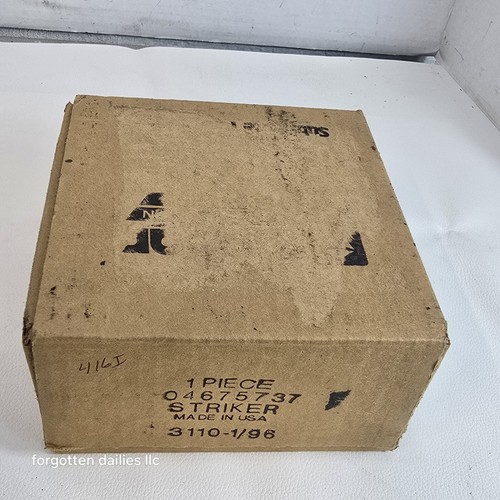 416I
1 PIECE
04675737
STRIKER
MADE IN USA
3110-1/96
forgotten dailies llc